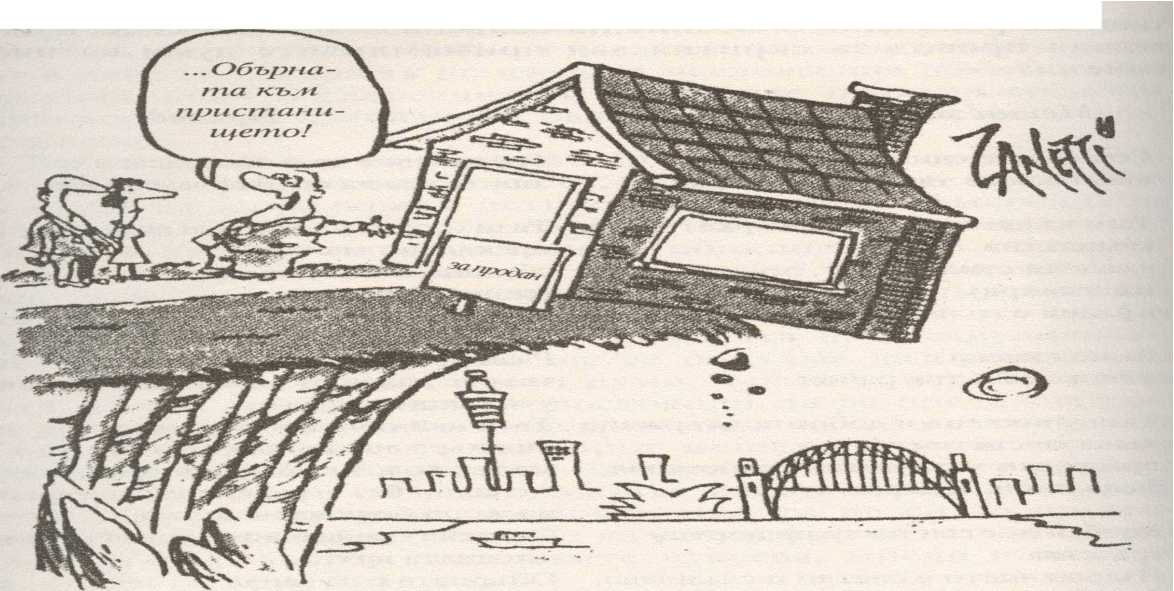 ...Обърна-
та към
пристани-
щето!
ZANETTI
за продан